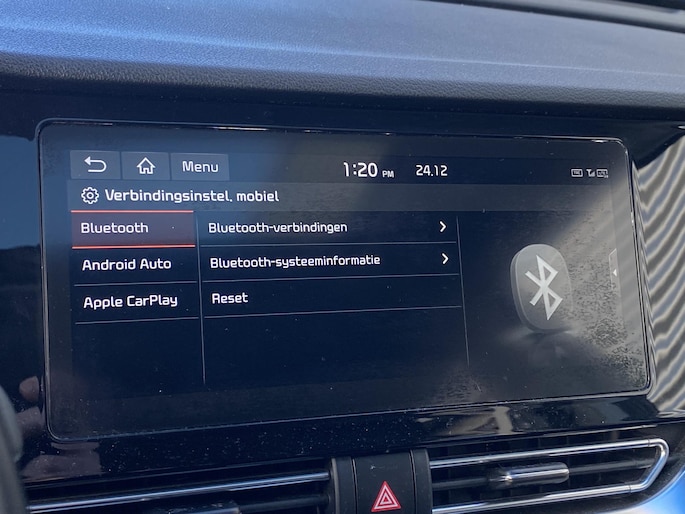 Menu
1:20 PM
24.12
Verbindingsinstel. mobiel
Bluetooth
Android Auto
Apple CarPlay
Bluetooth-verbindingen
Bluetooth-systeeminformatie
Reset